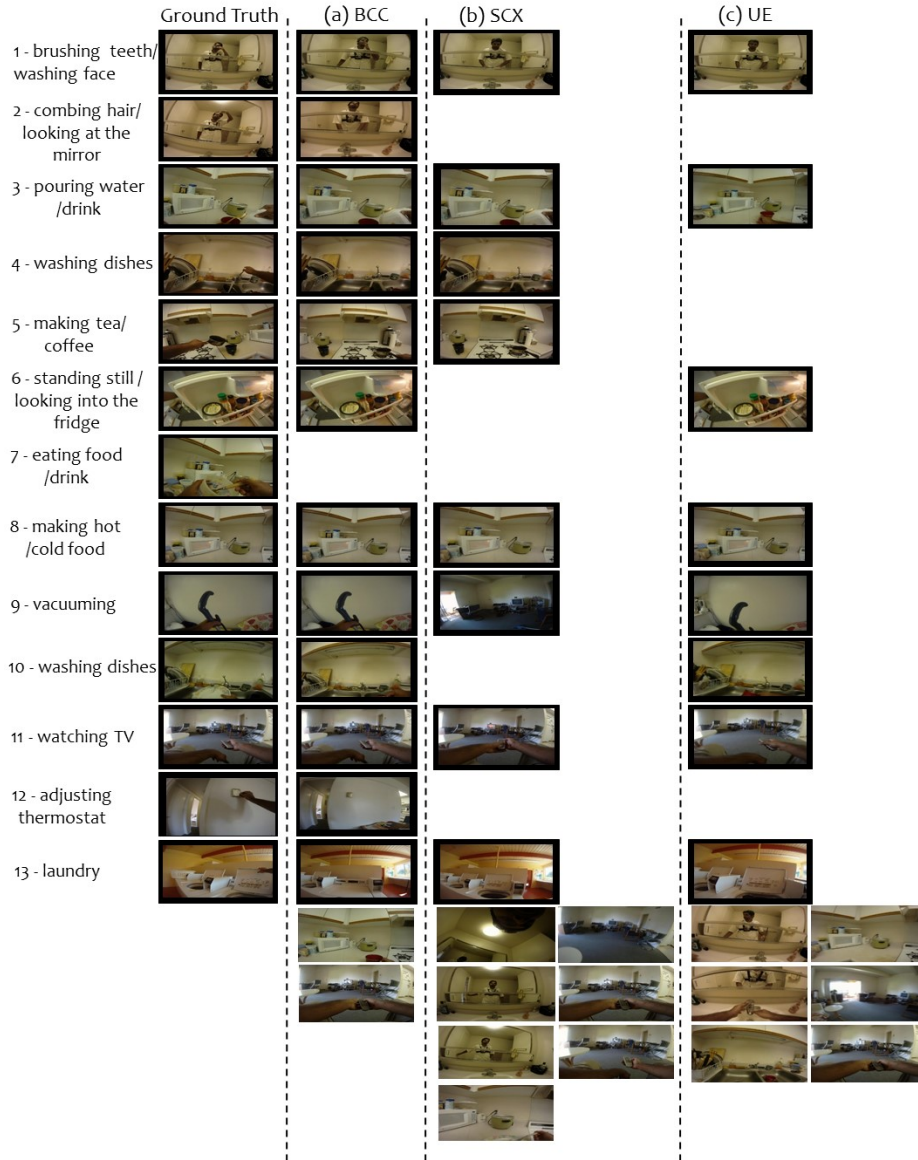 Ground Truth (a) BCC (b) SCX (c) UE
1 - brushing teeth/
washing face
2 - combing hair/
looking at the
mirror
3 - pouring water
/drink
4 - washing dishes
5 - making tea/
coffee
6 - standing still /
looking into the
fridge
7 - eating food
/drink
8 - making hot
/cold food
9 - vacuuming
10 - washing dishes
11 - watching TV
12 - adjusting
thermostat
13 - laundry